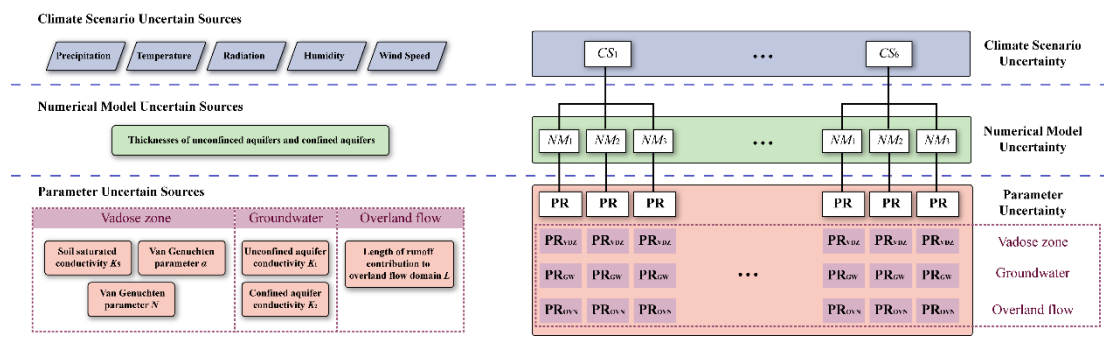 Climate Scenario Uncertain Sources
Precipitation Temperature Radiation Humidity Wind Speed
CS1 ... CS6
Climate Scenario
Uncertainty
Numerical Model Uncertain Sources
Thicknesses of unconfined aquifers and confined aquifers
NM1 NM2 NM3 ... NM1 NM2 NM3
Numerical Model
Uncertainty
Parameter Uncertain Sources
Vadose zone Groundwater Overland flow
Soil saturated
conductivity Ks
Van Genuchten
parameter α
Van Genuchten
parameter N
Unconfined aquifer
conductivity K1
Confined aquifer
conductivity K2
Length of runoff
contribution to
overland flow domain L
PR PR PR PR PR PR
Parameter
Uncertainty
PRVDZ PRVDZ PRVDZ PRVDZ PRVDZ PRVDZ Vadose zone
PRGW PRGW PRGW ... PRGW PRGW PRGW Groundwater
PROVN PROVN PROVN PROVN PROVN PROVN Overland flow